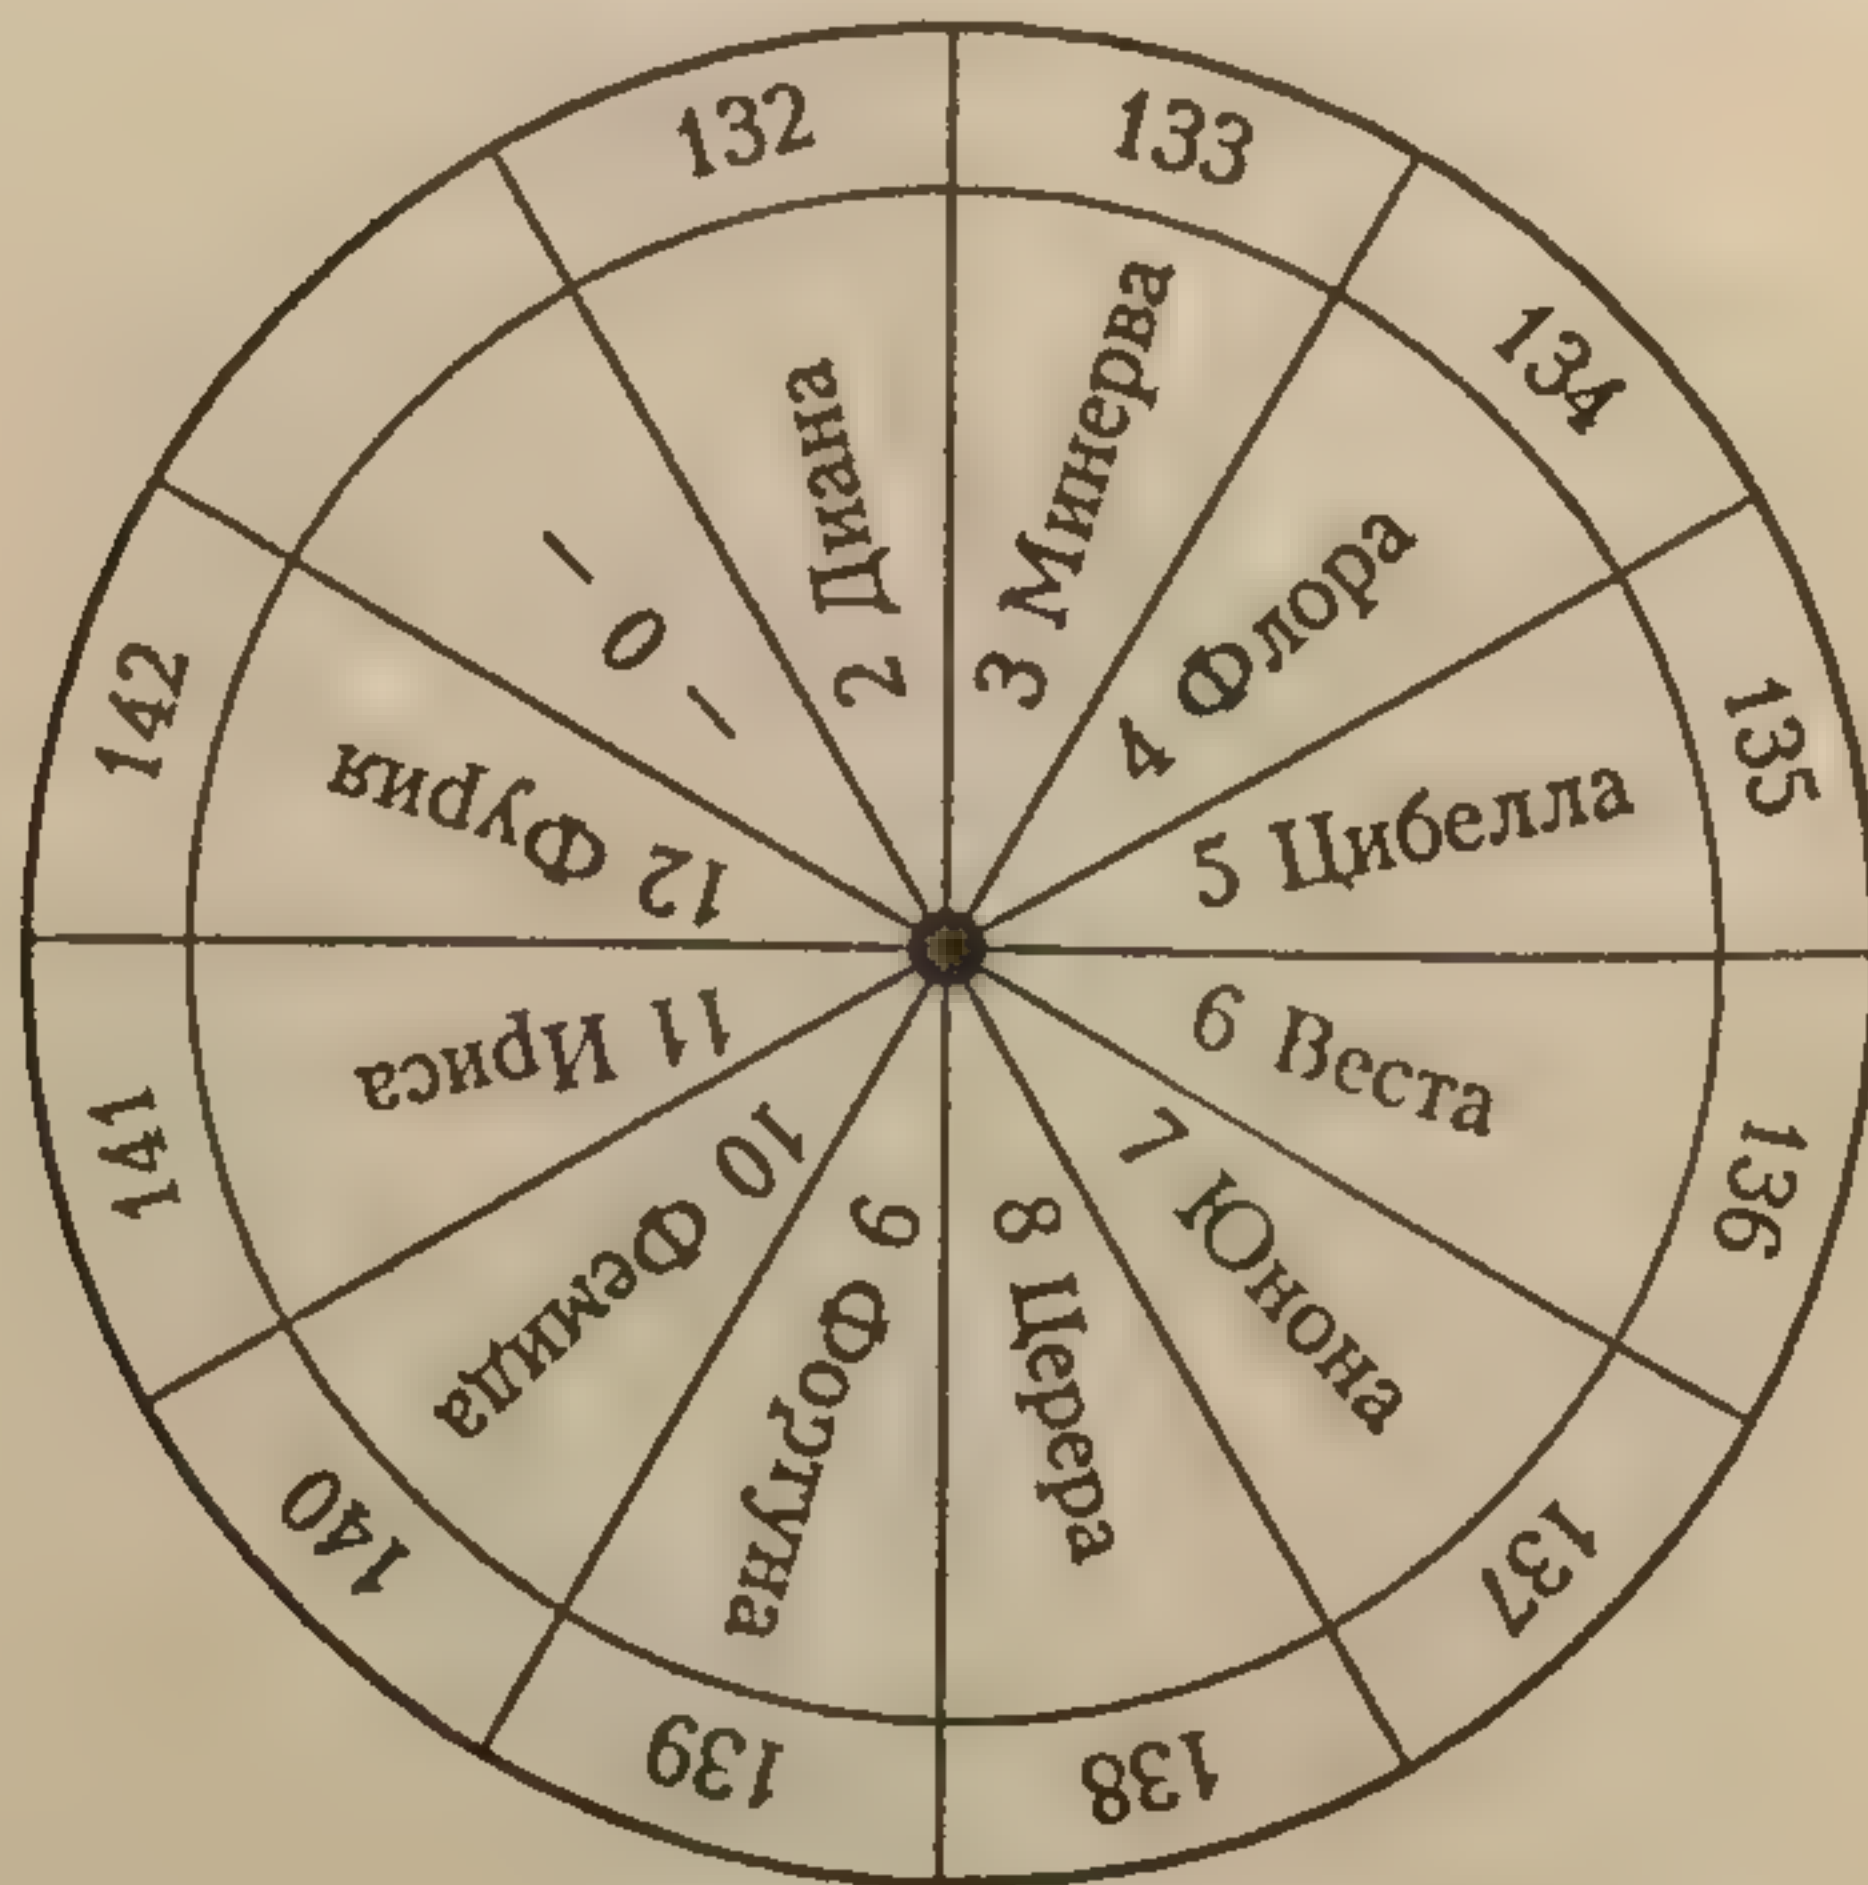 132
2 Диана
133
3 Минерва
134
4 Флора
135
5 Цибелла
136
6 Веста
137
7 Юнона
138
8 Церера
139
9 Фортуна
140
10 Фемида
141
11 Ириса
142
12 Фурия
– 0 –